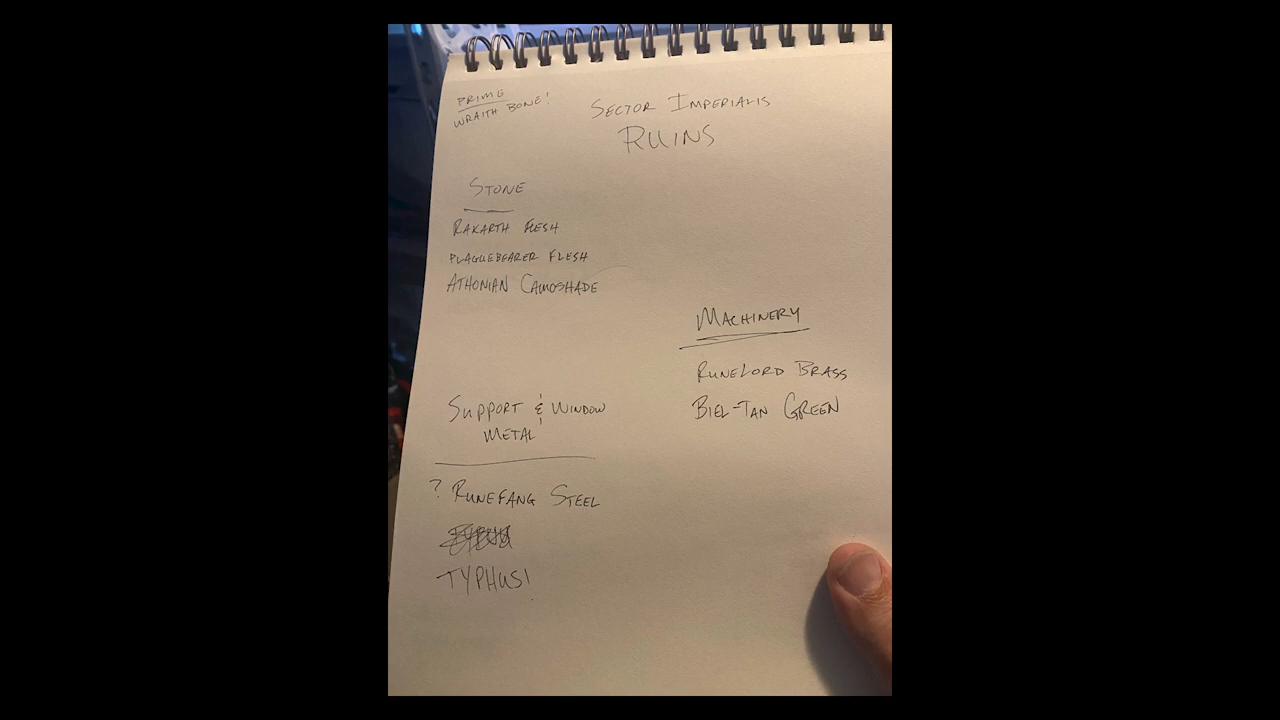 PRIME
WRAITH BONE!
SECTOR IMPERIALIS
RUINS
STONE
RAKARTH FLESH
PLAGUEBEARER FLESH
ATHONIAN CAMOSHADE
MACHINERY
RUNELORD BRASS
BIEL-TAN GREEN
SUPPORT & WINDOW
METAL
? RUNEFANG STEEL
TYPHUS!